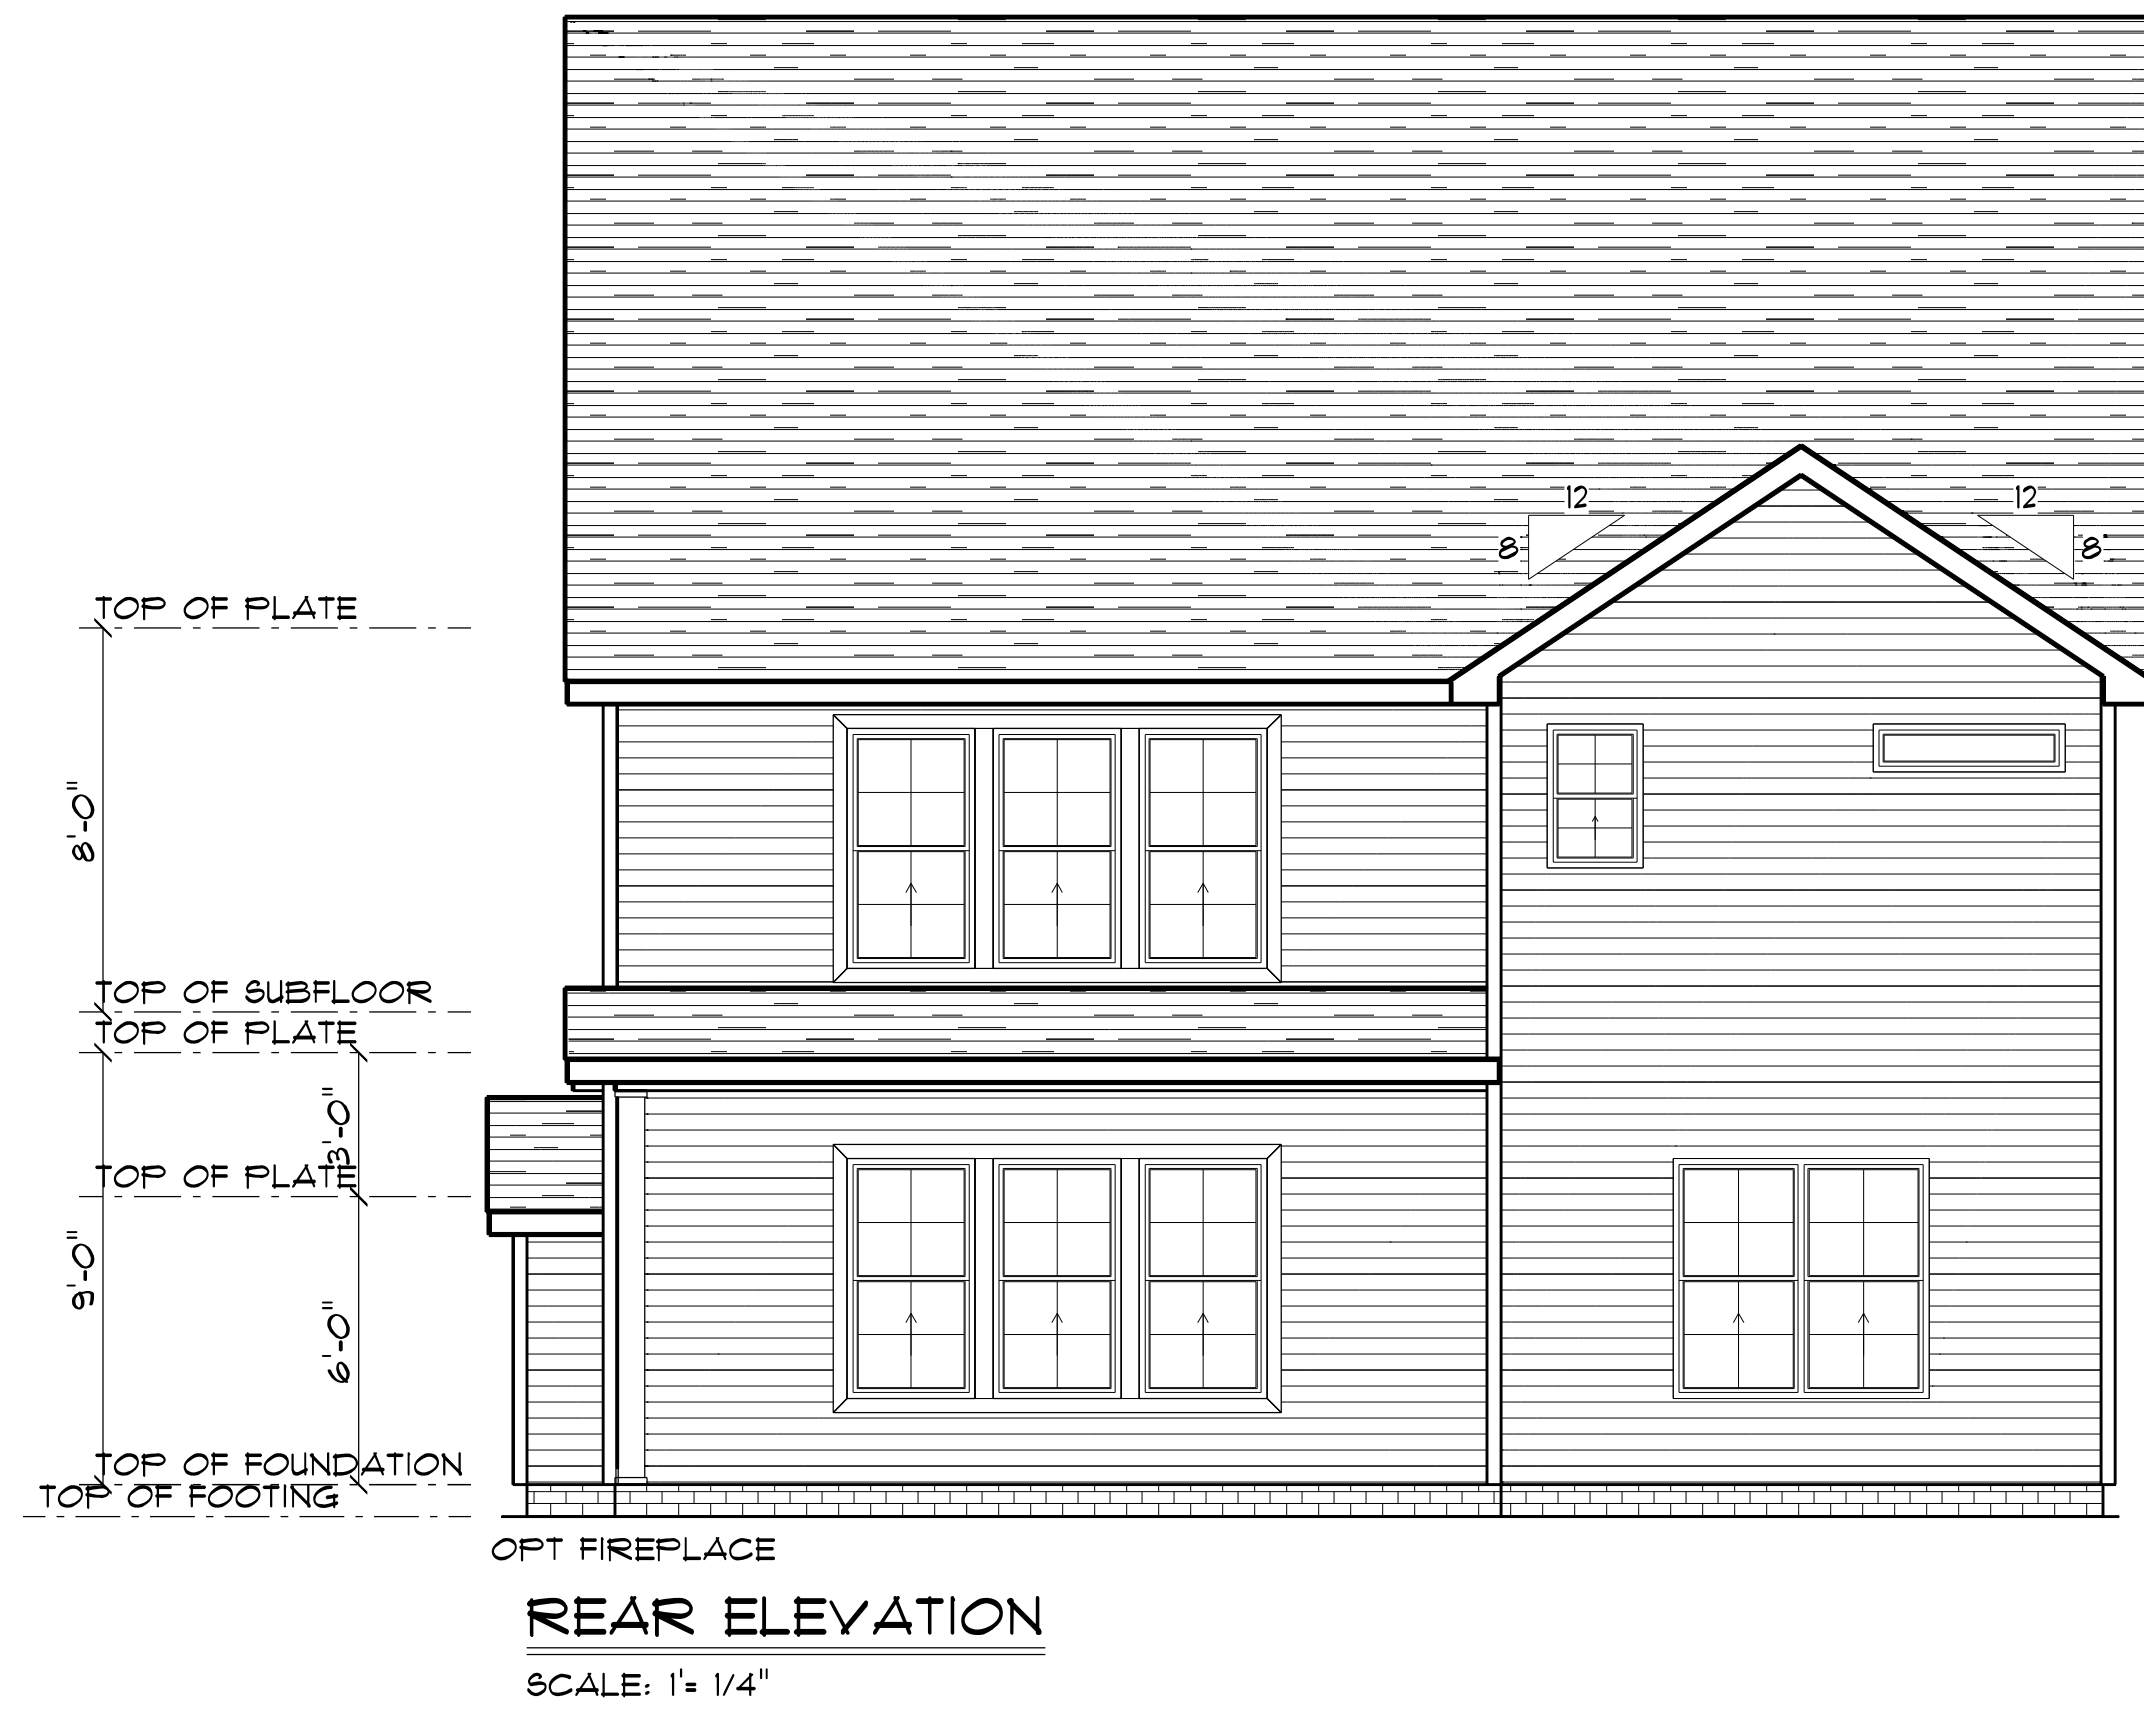 12
12
8
8
TOP OF PLATE
8'-0"
TOP OF SUBFLOOR
TOP OF PLATE
3'-0"
TOP OF PLATE
9'-0"
6'-0"
TOP OF FOUNDATION
TOP OF FOOTING
OPT FIREPLACE
REAR ELEVATION
SCALE: 1'= 1/4"